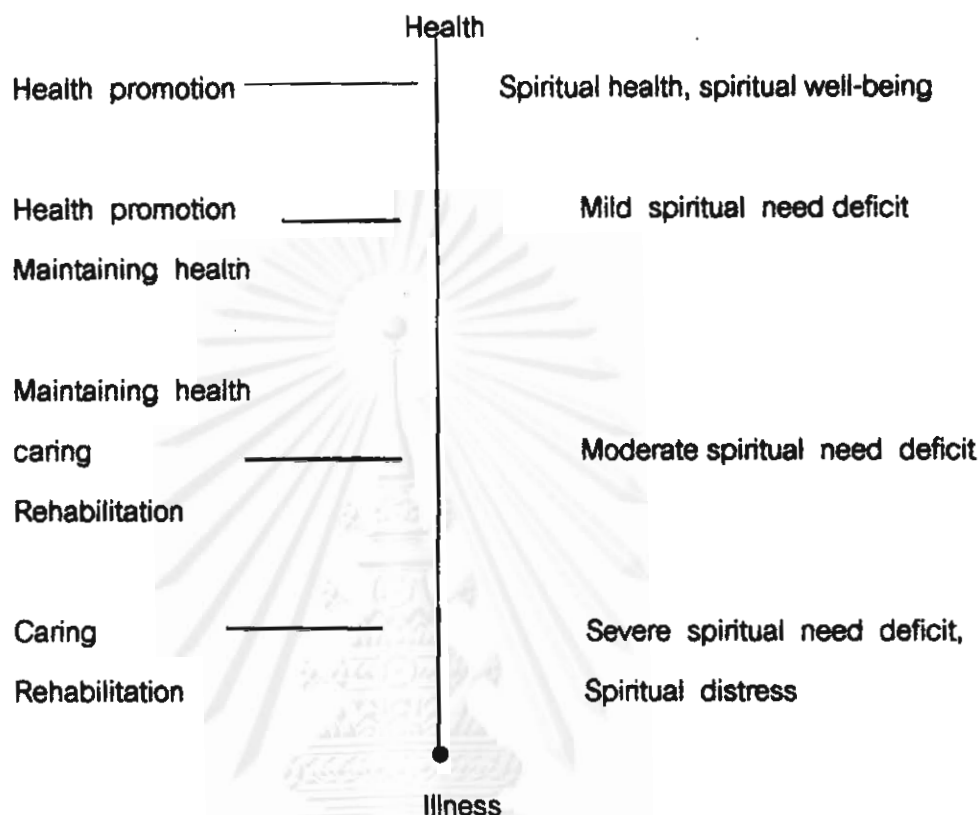 Health
Health promotion Spiritual health, spiritual well-being
Health promotion Mild spiritual need deficit
Maintaining health
Maintaining health
caring Moderate spiritual need deficit
Rehabilitation
Caring Severe spiritual need deficit,
Rehabilitation Spiritual distress
Illness